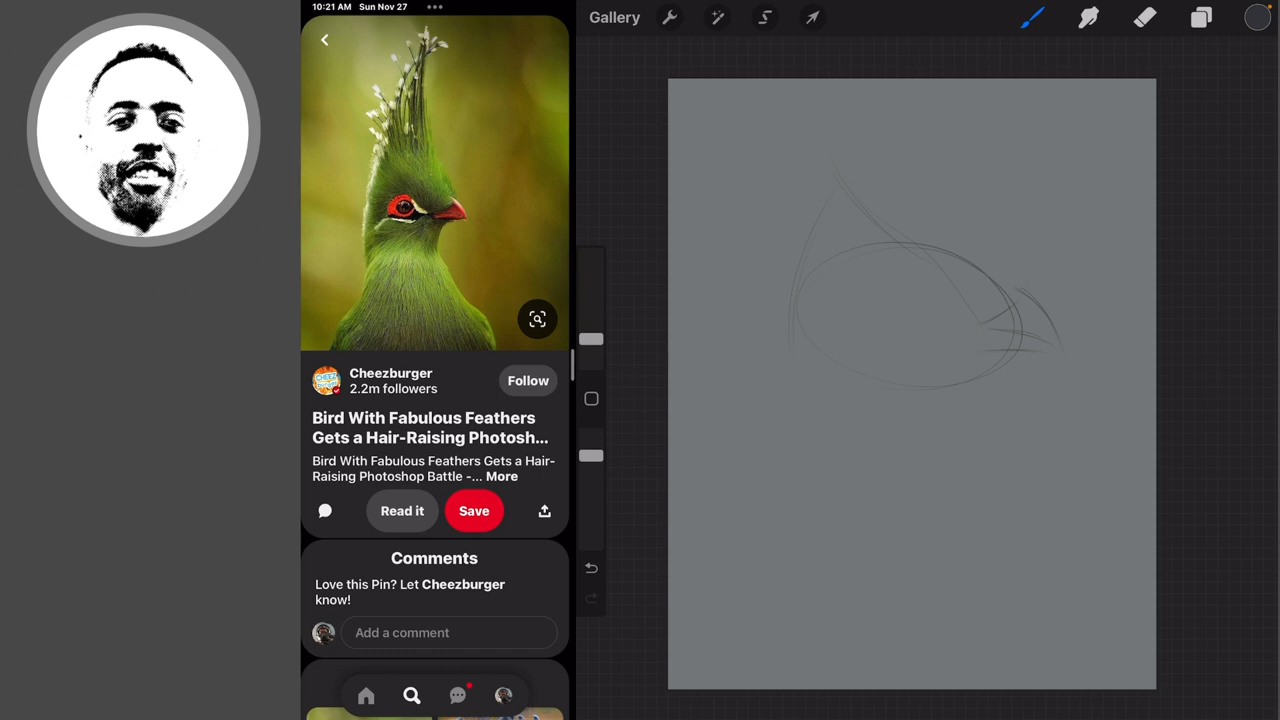 10:21 AM Sun Nov 27
Gallery
Cheezburger
2.2m followers
Follow
Bird With Fabulous Feathers
Gets a Hair-Raising Photosh...
Bird With Fabulous Feathers Gets a Hair-
Raising Photoshop Battle -... More
Read it
Save
Comments
Love this Pin? Let Cheezburger
know!
Add a comment